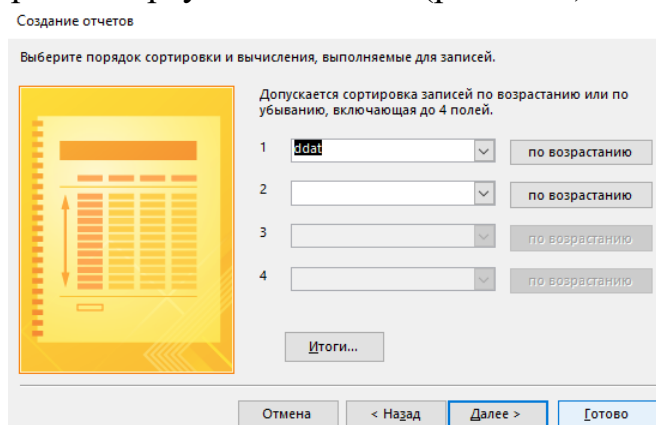 Создание отчетов
Выберите порядок сортировки и вычисления, выполняемые для записей.
Допускается сортировка записей по возрастанию или по
убыванию, включающая до 4 полей.
1 ddat по возрастанию
2 по возрастанию
3 по возрастанию
4 по возрастанию
Итоги...
Отмена < Назад Далее > Готово